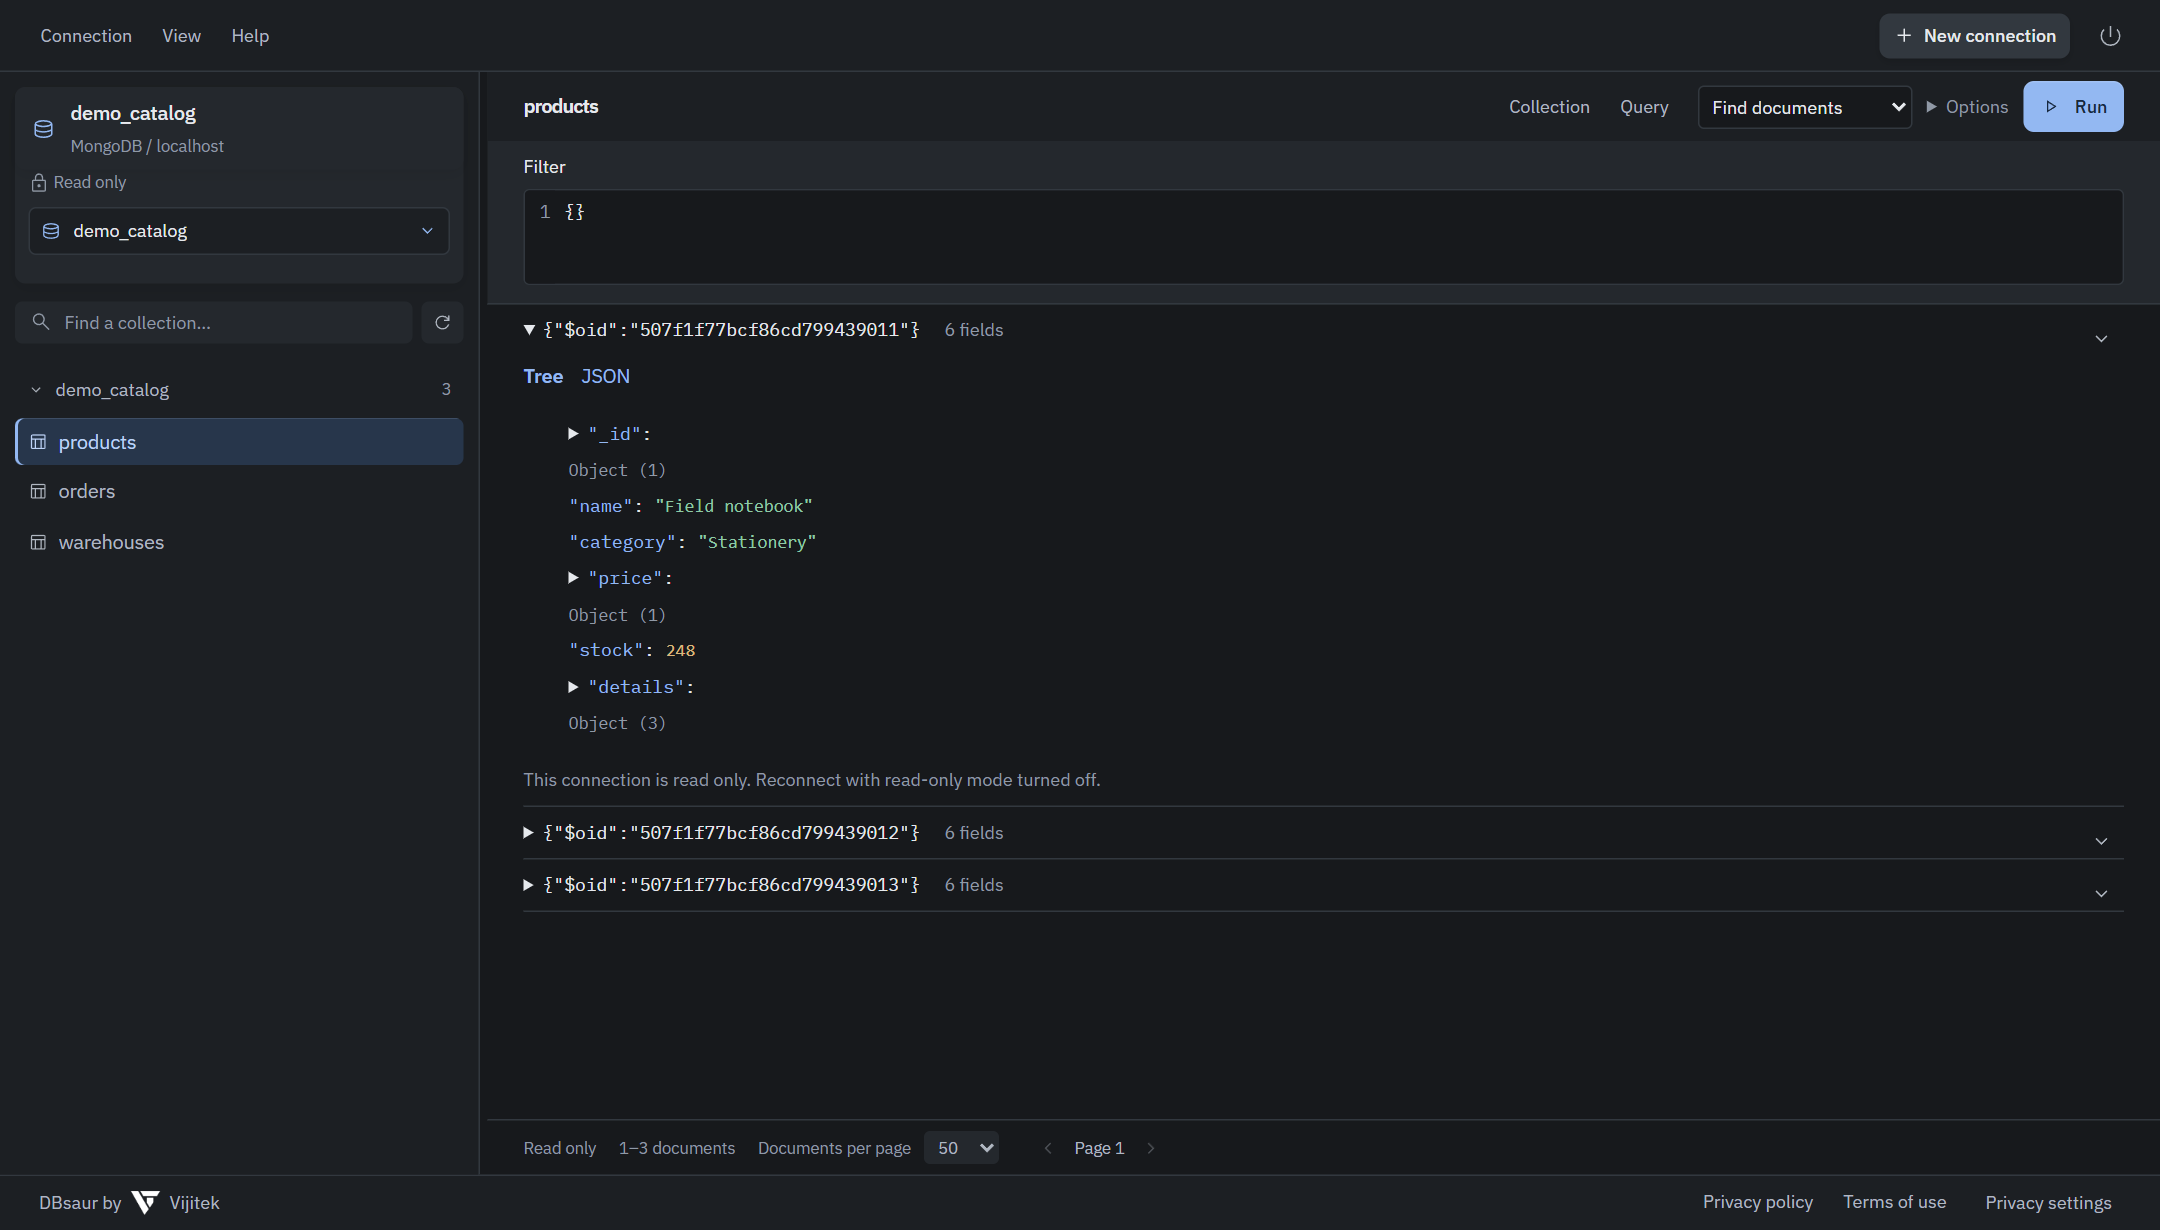 Connection View Help
New connection
demo_catalog
MongoDB / localhost
Read only
demo_catalog
Find a collection...
demo_catalog 3
products
orders
warehouses
products
Collection Query Find documents Options Run
Filter
1 {}
{"$oid":"507f1f77bcf86cd799439011"} 6 fields
Tree JSON
"_id":
Object (1)
"name": "Field notebook"
"category": "Stationery"
"price":
Object (1)
"stock": 248
"details":
Object (3)
This connection is read only. Reconnect with read-only mode turned off.
{"$oid":"507f1f77bcf86cd799439012"} 6 fields
{"$oid":"507f1f77bcf86cd799439013"} 6 fields
Read only 1–3 documents Documents per page 50 Page 1
DBsaur by Vijitek
Privacy policy Terms of use Privacy settings